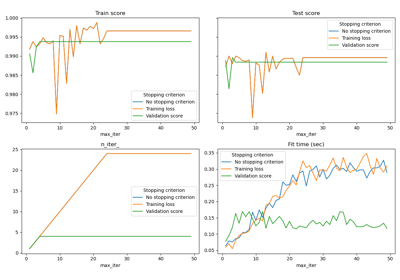 Train score
1.000
0.995
0.990
0.985
0.980
0.975
0 10 20 30 40 50
max_iter
Stopping criterion
No stopping criterion
Training loss
Validation score
Test score
0 10 20 30 40 50
max_iter
Stopping criterion
No stopping criterion
Training loss
Validation score
n_iter_
25
20
15
10
5
0
0 10 20 30 40 50
max_iter
Stopping criterion
No stopping criterion
Training loss
Validation score
Fit time (sec)
0.35
0.30
0.25
0.20
0.15
0.10
0.05
0 10 20 30 40 50
max_iter
Stopping criterion
No stopping criterion
Training loss
Validation score